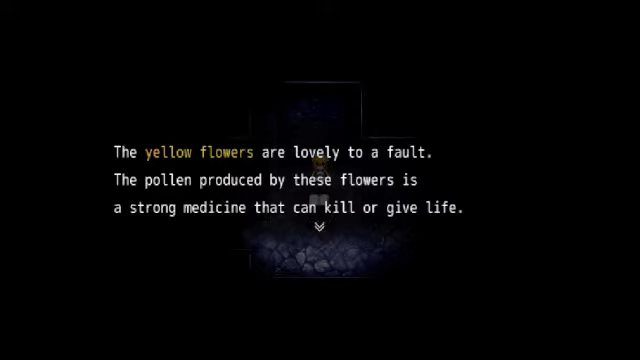 The yellow flowers are lovely to a fault.
The pollen produced by these flowers is
a strong medicine that can kill or give life.